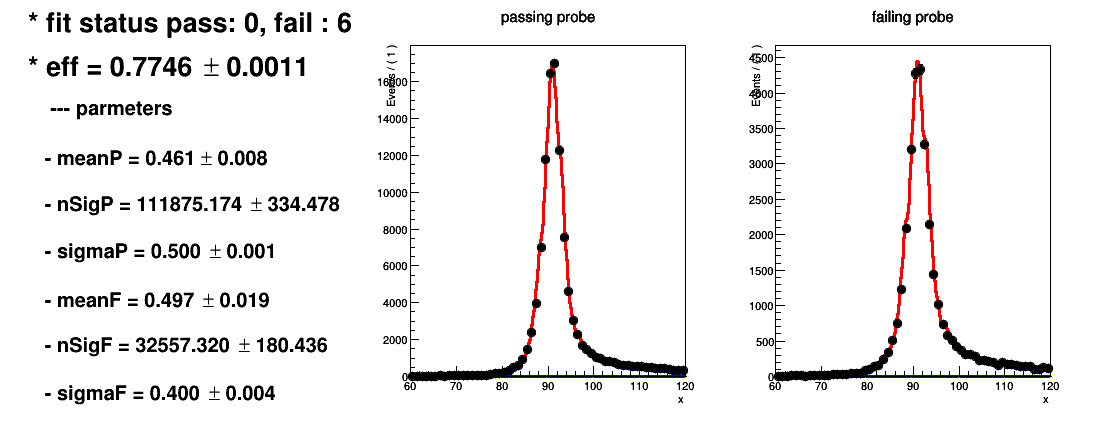 * fit status pass: 0, fail : 6
* eff = 0.7746 ± 0.0011
--- parmeters
- meanP = 0.461 ± 0.008
- nSigP = 111875.174 ± 334.478
- sigmaP = 0.500 ± 0.001
- meanF = 0.497 ± 0.019
- nSigF = 32557.320 ± 180.436
- sigmaF = 0.400 ± 0.004
passing probe
Events / ( 1 )
16000
14000
12000
10000
8000
6000
4000
2000
0
60 70 80 90 100 110 120
x
failing probe
Events / ( 1 )
4500
4000
3500
3000
2500
2000
1500
1000
500
0
60 70 80 90 100 110 120
x